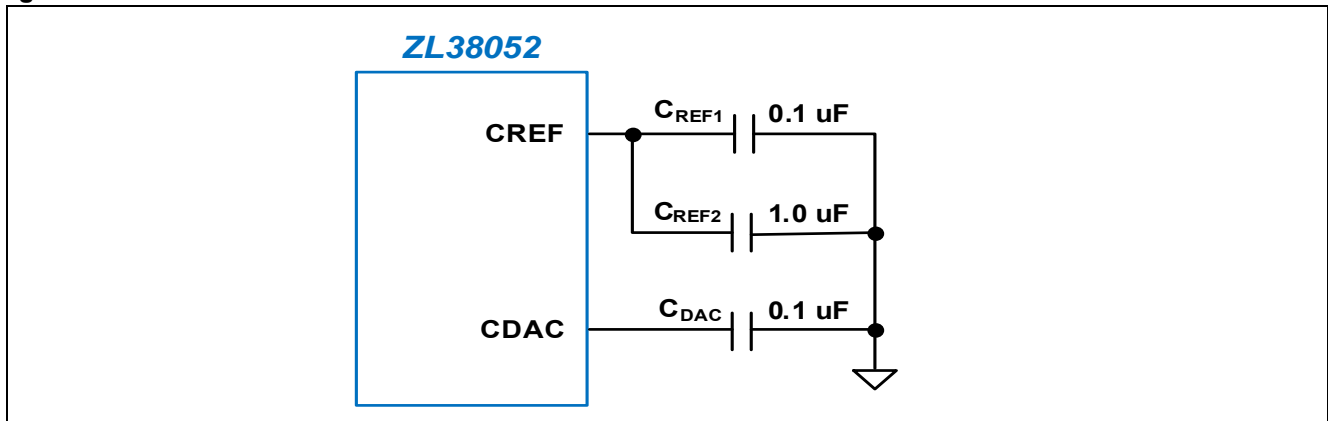 ZL38052
CREF
CREF1 0.1 uF
CREF2 1.0 uF
CDAC
CDAC 0.1 uF